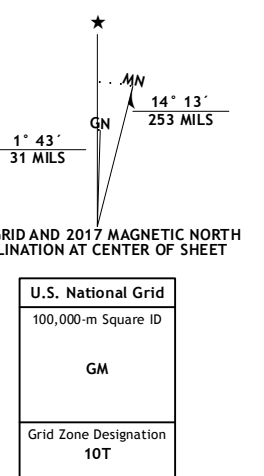 MN
GN
14° 13´
253 MILS
1° 43´
31 MILS
GRID AND 2017 MAGNETIC NORTH
LINATION AT CENTER OF SHEET
U.S. National Grid
100,000-m Square ID
GM
Grid Zone Designation
10T